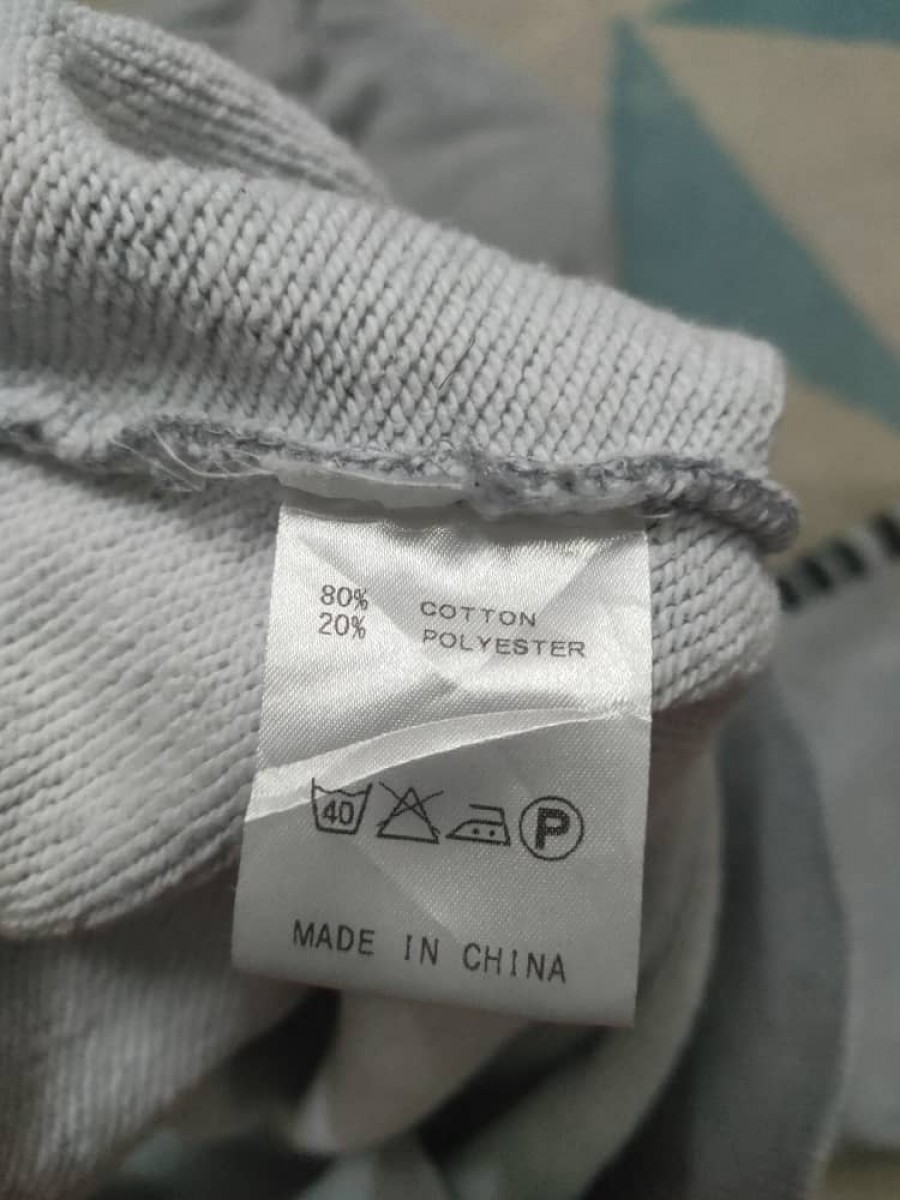 80% COTTON
20% POLYESTER
40 P
MADE IN CHINA